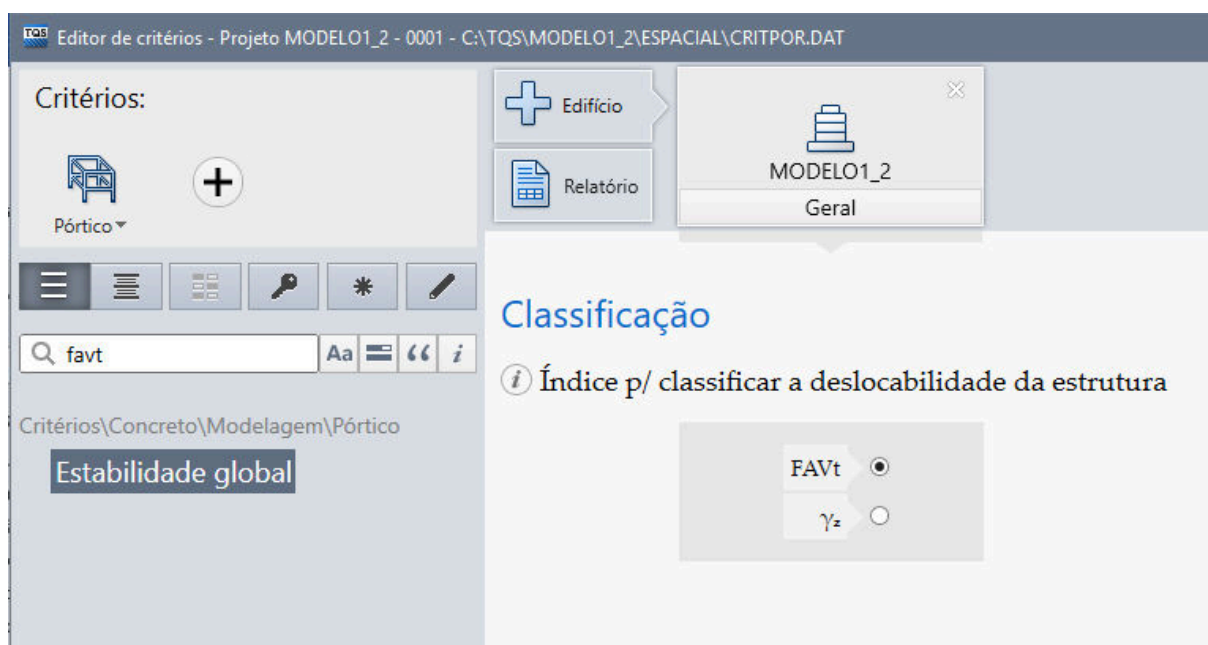 TQS Editor de critérios - Projeto MODELO1_2 - 0001 - C:\TQS\MODELO1_2\ESPACIAL\CRITPOR.DAT
Critérios:
Pórtico
Edifício
Relatório
MODELO1_2
Geral
favt
Aa
Critérios\Concreto\Modelagem\Pórtico
Estabilidade global
Classificação
Índice p/ classificar a deslocabilidade da estrutura
FAVt
γz